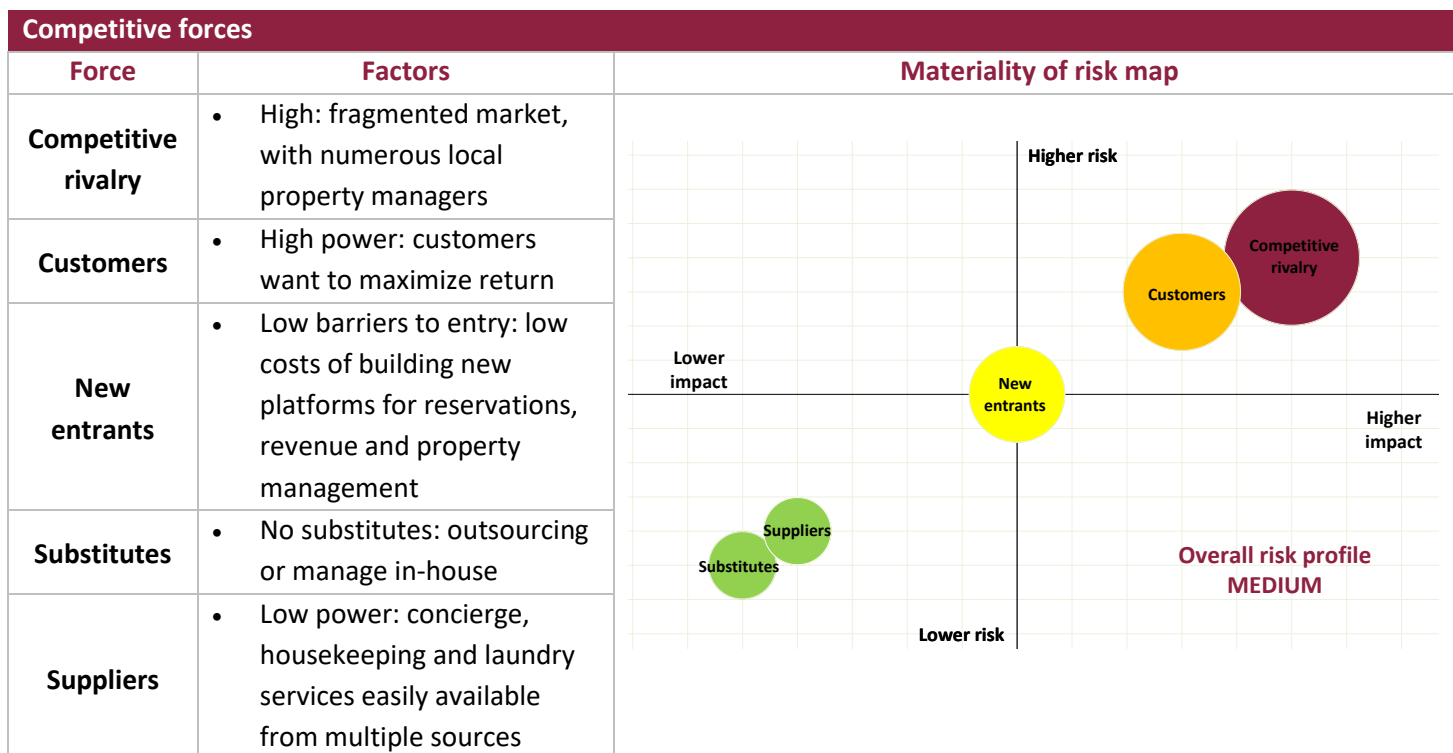 Competitive forces
Force
Factors
Materiality of risk map
Competitive
rivalry
• High: fragmented market,
with numerous local
property managers
Customers
• High power: customers
want to maximize return
New
entrants
• Low barriers to entry: low
costs of building new
platforms for reservations,
revenue and property
management
Substitutes
• No substitutes: outsourcing
or manage in-house
Suppliers
• Low power: concierge,
housekeeping and laundry
services easily available
from multiple sources
Higher risk
Competitive
rivalry
Customers
Lower
impact
New
entrants
Higher
impact
Suppliers
Substitutes
Overall risk profile
MEDIUM
Lower risk